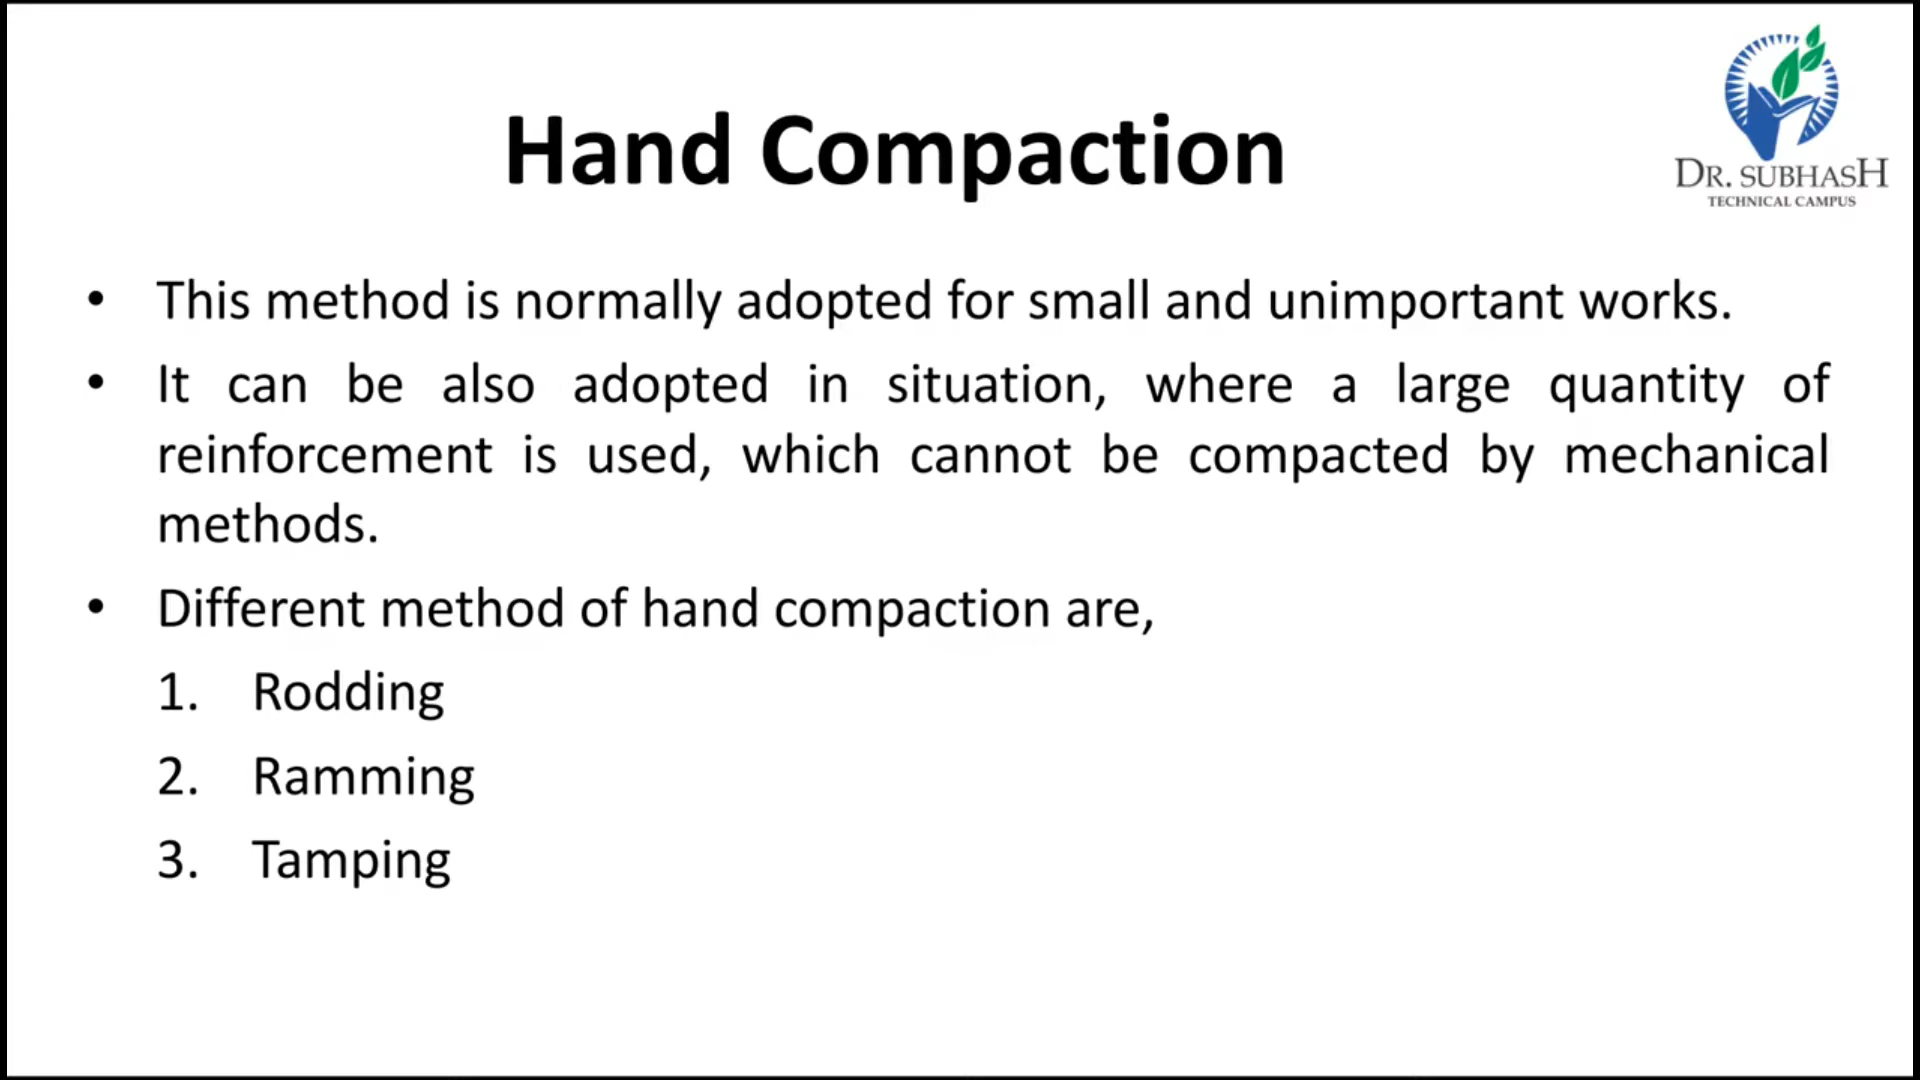 DR. SUBHASH
TECHNICAL CAMPUS
Hand Compaction
• This method is normally adopted for small and unimportant works.
• It can be also adopted in situation, where a large quantity of
reinforcement is used, which cannot be compacted by mechanical
methods.
• Different method of hand compaction are,
1. Rodding
2. Ramming
3. Tamping